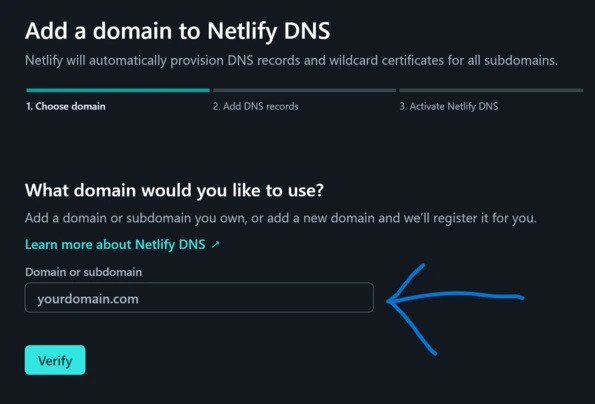 Add a domain to Netlify DNS
Netlify will automatically provision DNS records and wildcard certificates for all subdomains.
1. Choose domain
2. Add DNS records
3. Activate Netlify DNS
What domain would you like to use?
Add a domain or subdomain you own, or add a new domain and we'll register it for you.
Learn more about Netlify DNS ↗
Domain or subdomain
yourdomain.com
Verify